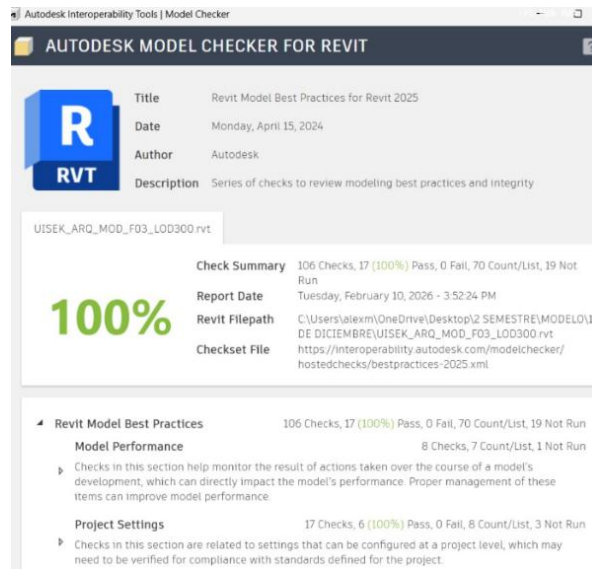 Autodesk Interoperability Tools | Model Checker
AUTODESK MODEL CHECKER FOR REVIT
R
RVT
Title Revit Model Best Practices for Revit 2025
Date Monday, April 15, 2024
Author Autodesk
Description Series of checks to review modeling best practices and integrity
UISEK_ARQ_MOD_F03_LOD300.rvt
100%
Check Summary 106 Checks, 17 (100%) Pass, 0 Fail, 70 Count/List, 19 Not
Run
Report Date Tuesday, February 10, 2026 - 3:52:24 PM
Revit Filepath C:\Users\alexm\OneDrive\Desktop\2 SEMESTRE\MODELO\1
DE DICIEMBRE\UISEK_ARQ_MOD_F03_LOD300.rvt
Checkset File https://interoperability.autodesk.com/modelchecker/
hostedchecks/bestpractices-2025.xml
Revit Model Best Practices 106 Checks, 17 (100%) Pass, 0 Fail, 70 Count/List, 19 Not Run
Model Performance 8 Checks, 7 Count/List, 1 Not Run
Checks in this section help monitor the result of actions taken over the course of a model's
development, which can directly impact the model's performance. Proper management of these
items can improve model performance.
Project Settings 17 Checks, 6 (100%) Pass, 0 Fail, 8 Count/List, 3 Not Run
Checks in this section are related to settings that can be configured at a project level, which may
need to be verified for compliance with standards defined for the project.